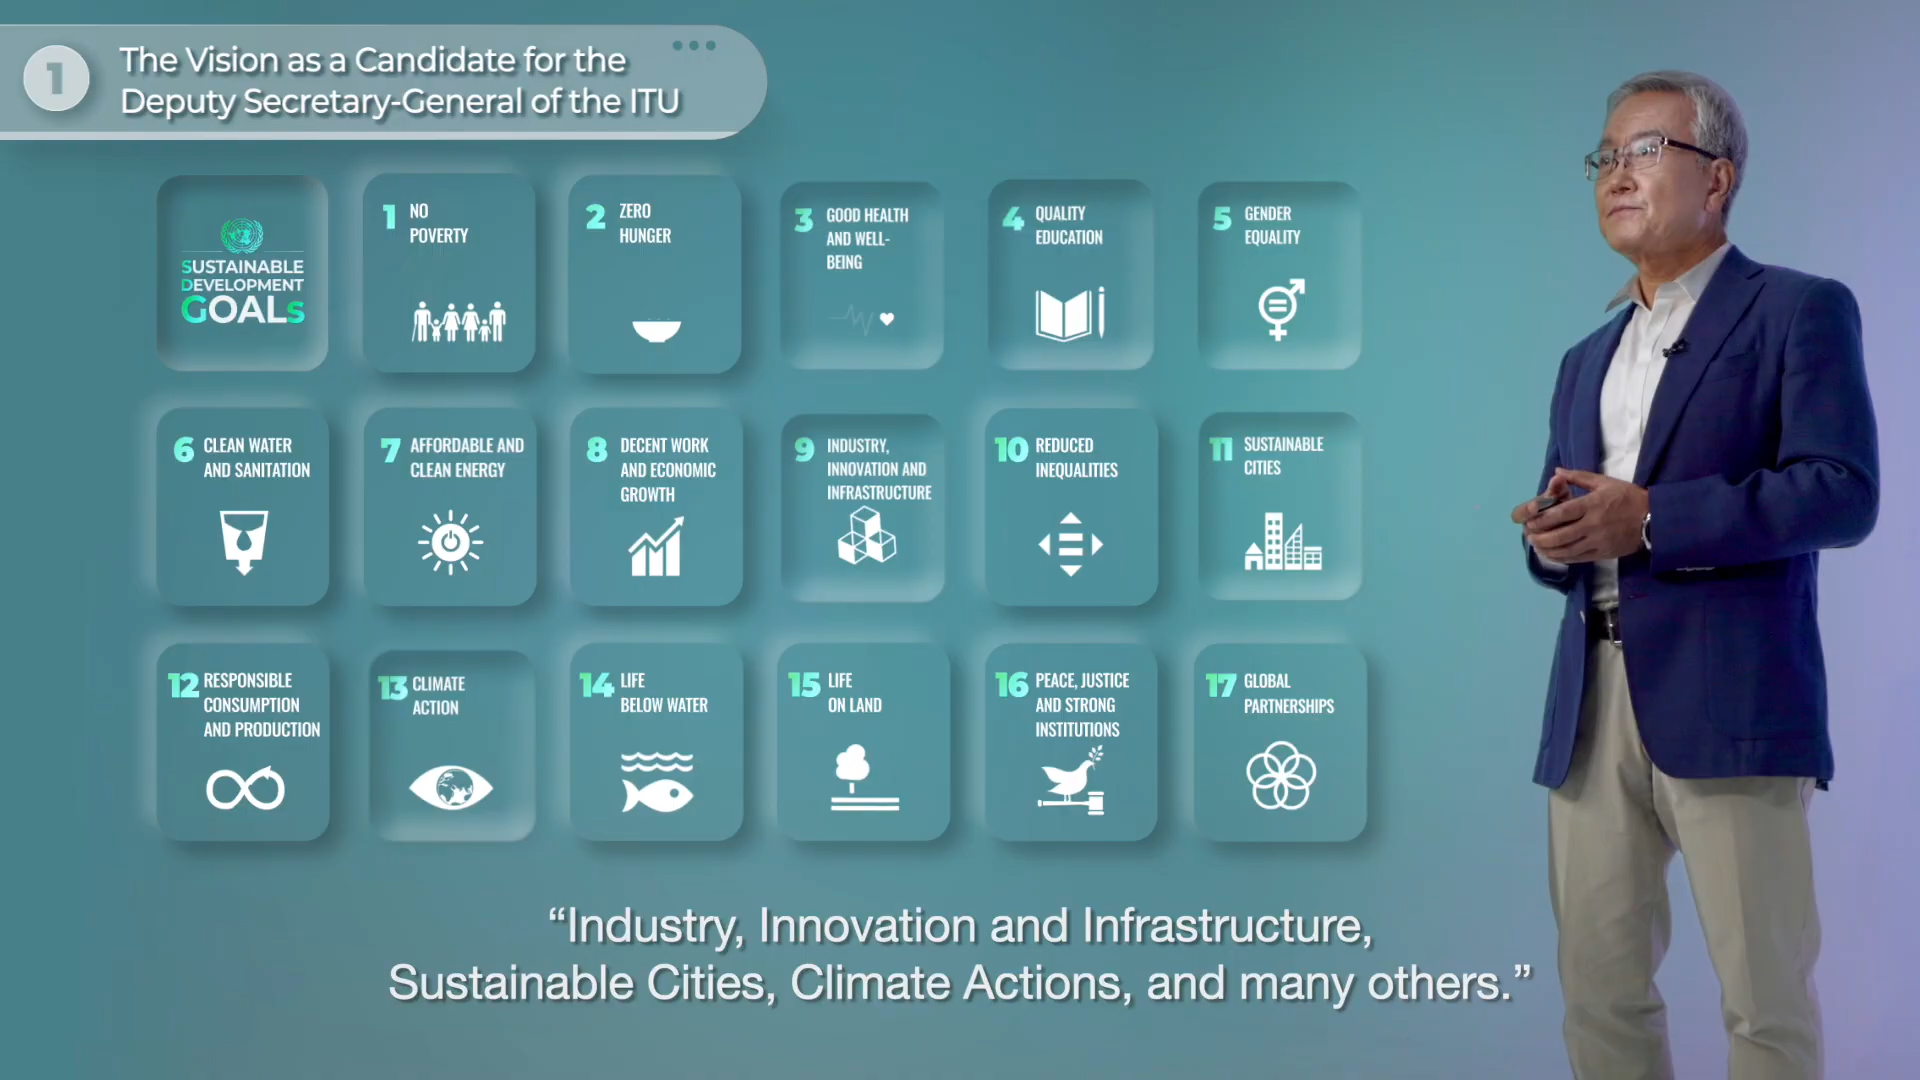 1
The Vision as a Candidate for the
Deputy Secretary-General of the ITU
SUSTAINABLE
DEVELOPMENT
GOALS
1 NO
POVERTY
2 ZERO
HUNGER
3 GOOD HEALTH
AND WELL-
BEING
4 QUALITY
EDUCATION
5 GENDER
EQUALITY
6 CLEAN WATER
AND SANITATION
7 AFFORDABLE AND
CLEAN ENERGY
8 DECENT WORK
AND ECONOMIC
GROWTH
9 INDUSTRY,
INNOVATION AND
INFRASTRUCTURE
10 REDUCED
INEQUALITIES
11 SUSTAINABLE
CITIES
12 RESPONSIBLE
CONSUMPTION
AND PRODUCTION
13 CLIMATE
ACTION
14 LIFE
BELOW WATER
15 LIFE
ON LAND
16 PEACE, JUSTICE
AND STRONG
INSTITUTIONS
17 GLOBAL
PARTNERSHIPS
“Industry, Innovation and Infrastructure,
Sustainable Cities, Climate Actions, and many others.”